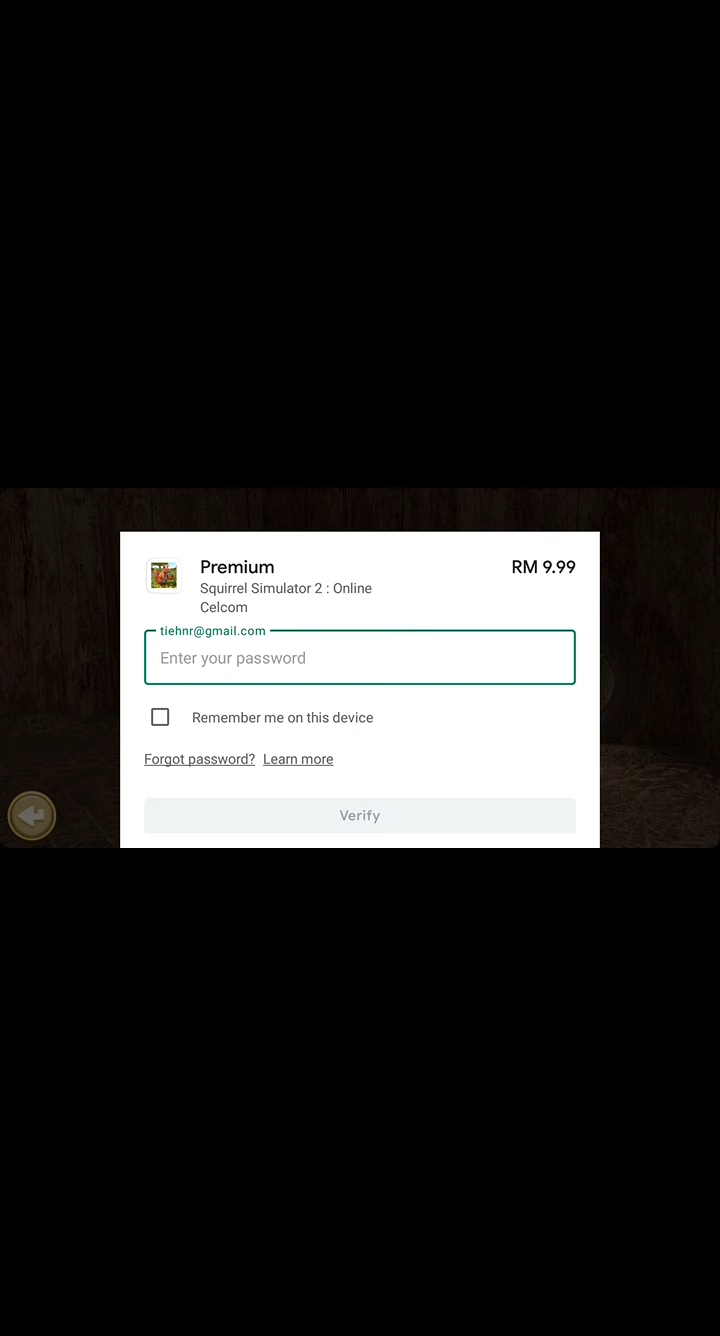 Premium
RM 9.99
Squirrel Simulator 2 : Online
Celcom
tiehnr@gmail.com
Enter your password
Remember me on this device
Forgot password? Learn more
Verify